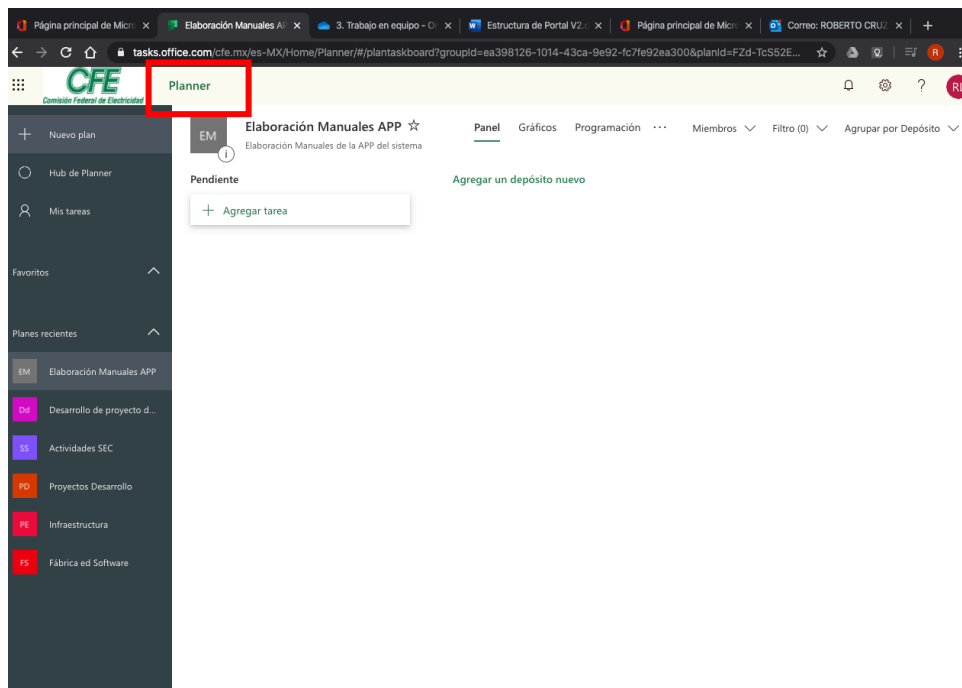 Página principal de Micro
Elaboración Manuales AP
3. Trabajo en equipo - On
Estructura de Portal V2.
Página principal de Micro
Correo: ROBERTO CRUZ
tasks.office.com/cfe.mx/es-MX/Home/Planner/#/plantaskboard?groupId=ea398126-1014-43ca-9e92-fc7fe92ea300&planId=FZd-TcS52E...
R
CFE
Comisión Federal de Electricidad
Planner
?
Nuevo plan
Hub de Planner
Mis tareas
Favoritos
Planes recientes
EM Elaboración Manuales APP
Dd Desarrollo de proyecto d...
SS Actividades SEC
PD Proyectos Desarrollo
PE Infraestructura
FS Fábrica ed Software
EM
Elaboración Manuales APP
Elaboración Manuales de la APP del sistema
Panel Gráficos Programación ··· Miembros Filtro (0) Agrupar por Depósito
Pendiente
Agregar un depósito nuevo
+ Agregar tarea